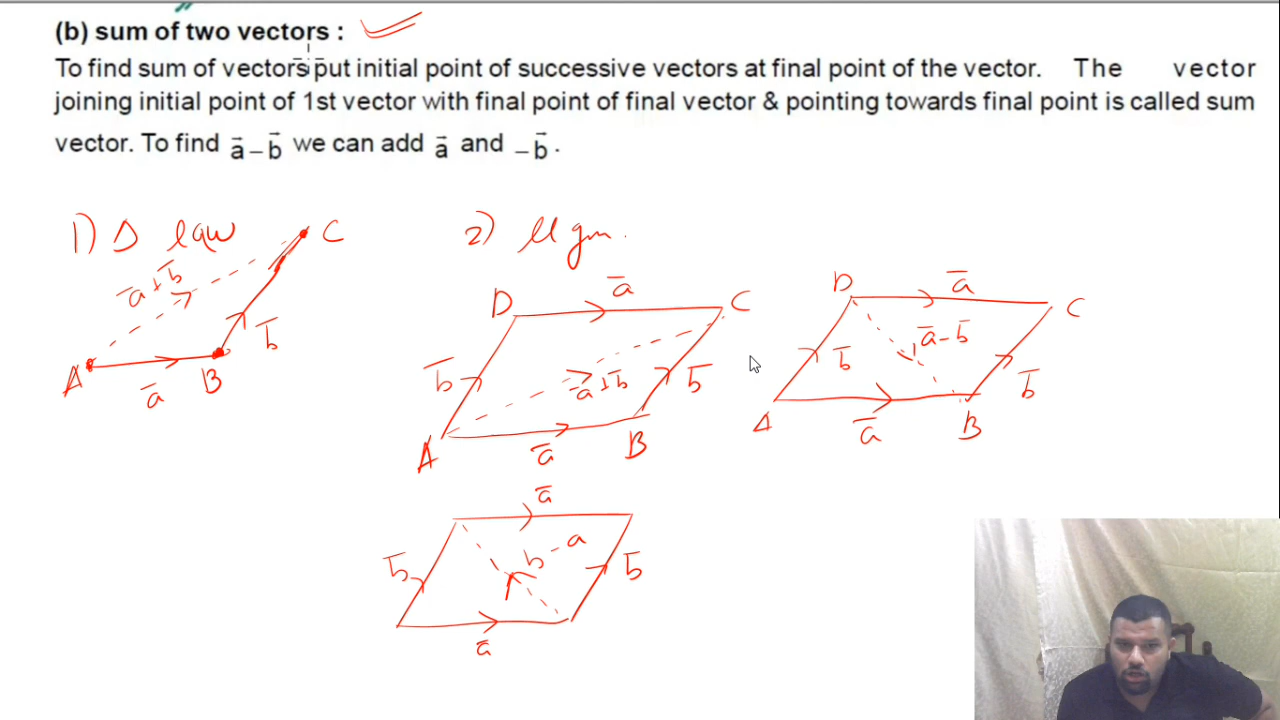 (b) sum of two vectors :
To find sum of vectors put initial point of successive vectors at final point of the vector. The vector
joining initial point of 1st vector with final point of final vector & pointing towards final point is called sum
vector. To find a⃗ – b⃗ we can add a⃗ and – b⃗ .
1) Δ law
2) llgm.
C
a̅ + b̅
b̅
A
B
a̅
D
a̅
C
b̅
a̅ + b̅
b̅
A
a̅
B
D
a̅
C
a̅ - b̅
b̅
b̅
A
a̅
B
a̅
b̅
b - a
b̅
a̅